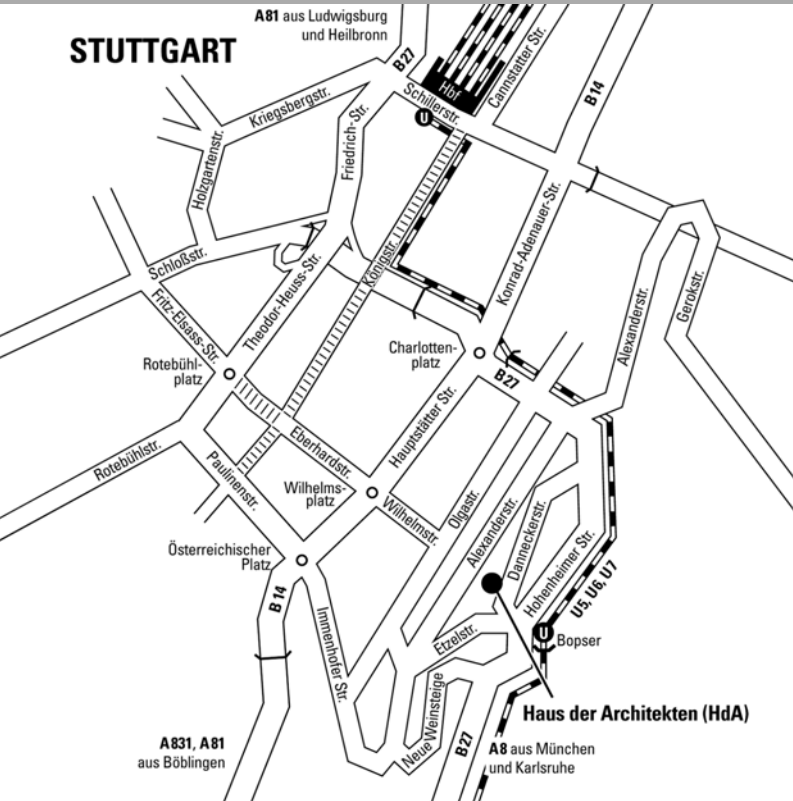 A81 aus Ludwigsburg
und Heilbronn
STUTTGART
B27
Hbf
Cannstatter Str.
B14
Schillerstr.
U
Kriegsbergstr.
Friedrich-Str.
Holzgartenstr.
Königstr.
Konrad-Adenauer-Str.
Schloßstr.
Theodor-Heuss-Str.
Fritz-Elsass-Str.
Alexanderstr.
Gerokstr.
Charlotten-
platz
B27
Rotebühl-
platz
Hauptstätter Str.
Eberhardstr.
Rotebühlstr.
Paulinenstr.
Wilhelms-
platz
Wilhelmstr.
Olgastr.
Alexanderstr.
Danneckerstr.
Hohenheimer Str.
U5, U6, U7
Österreichischer
Platz
B14
Immenhofer Str.
Etzelstr.
U
Bopser
Neue Weinsteige
B27
Haus der Architekten (HdA)
A831, A81
aus Böblingen
A8 aus München
und Karlsruhe